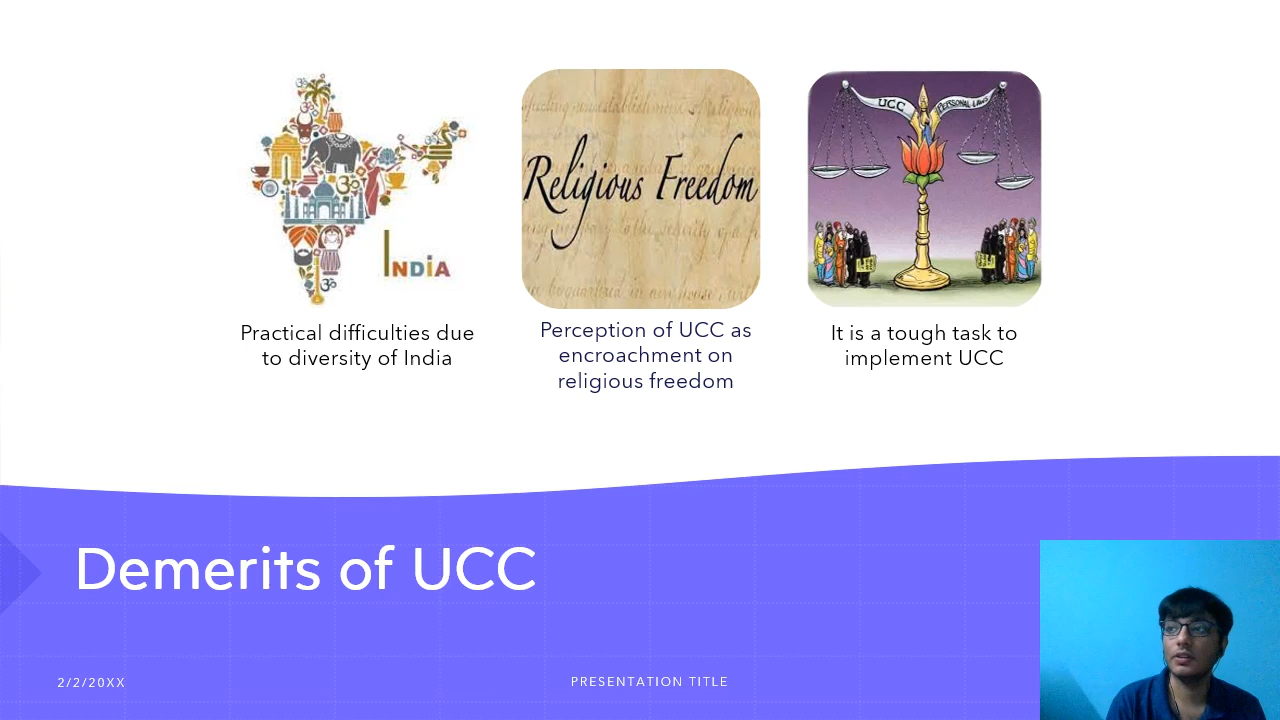 INDIA
Religious Freedom
UCC
PERSONAL LAWS
Practical difficulties due
to diversity of India
Perception of UCC as
encroachment on
religious freedom
It is a tough task to
implement UCC
Demerits of UCC
2/2/20XX
PRESENTATION TITLE